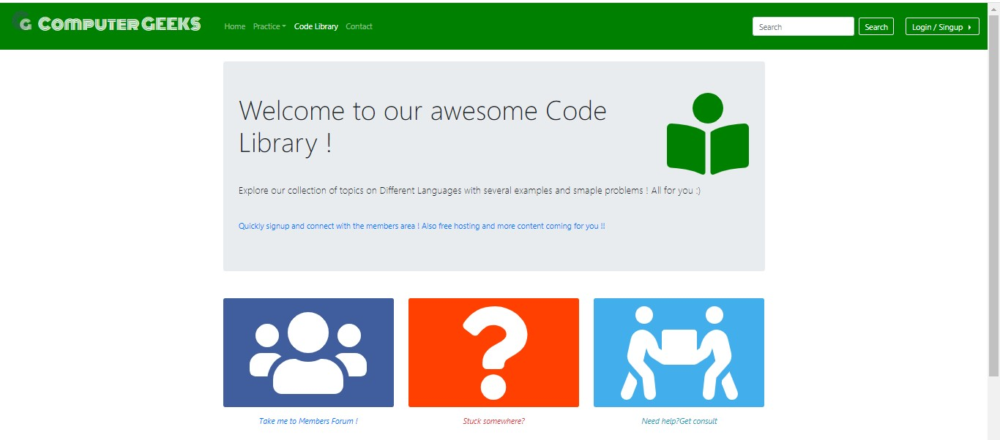 G COMPUTER GEEKS
Home Practice Code Library Contact
Search Search Login / Singup
Welcome to our awesome Code
Library !
Explore our collection of topics on Different Languages with several examples and smaple problems ! All for you :)
Quickly signup and connect with the members area ! Also free hosting and more content coming for you !!
Take me to Members Forum !
Stuck somewhere?
Need help?Get consult